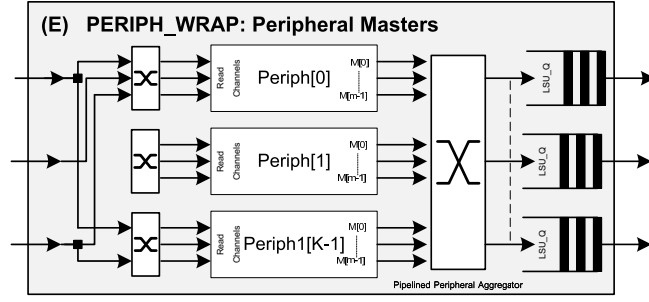 (E) PERIPH_WRAP: Peripheral Masters
Read Channels
Periph[0]
M[0]
M[m-1]
LSU_Q
Read Channels
Periph[1]
M[0]
M[m-1]
LSU_Q
Read Channels
Periph1[K-1]
M[0]
M[m-1]
LSU_Q
Pipelined Peripheral Aggregator